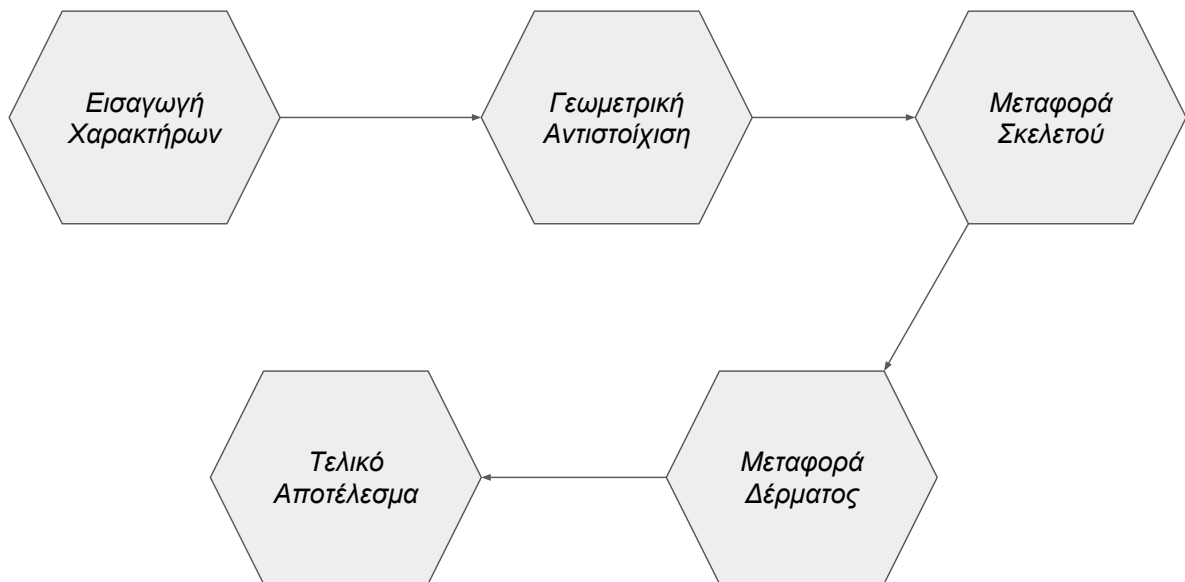 Εισαγωγή
Χαρακτήρων
Γεωμετρική
Αντιστοίχιση
Μεταφορά
Σκελετού
Μεταφορά
Δέρματος
Τελικό
Αποτέλεσμα